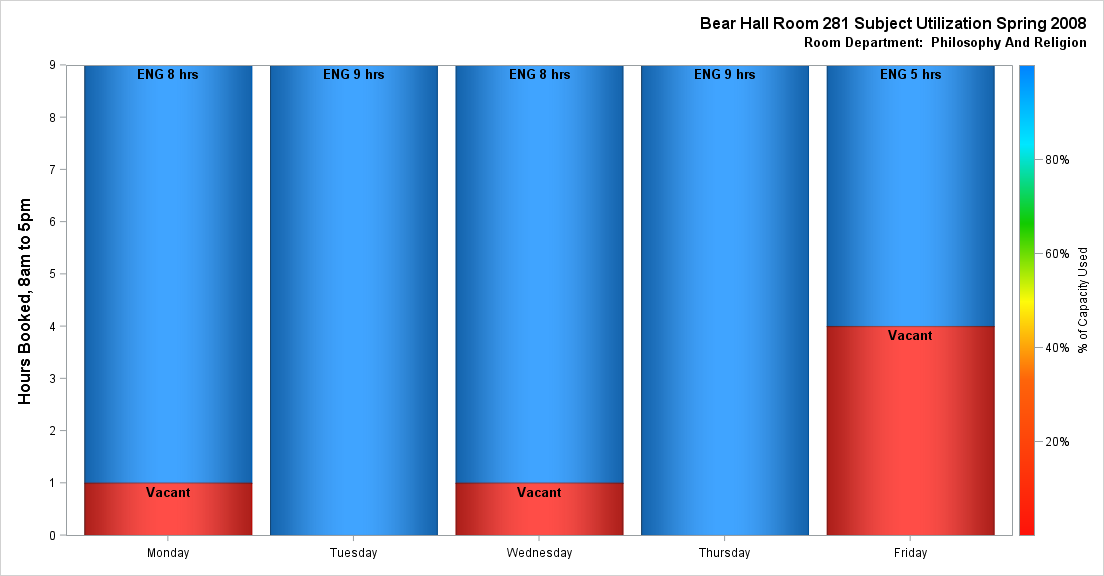 Bear Hall Room 281 Subject Utilization Spring 2008
Room Department:  Philosophy And Religion
Hours Booked, 8am to 5pm
9
8
7
6
5
4
3
2
1
0
ENG 8 hrs
ENG 9 hrs
ENG 8 hrs
ENG 9 hrs
ENG 5 hrs
Vacant
Vacant
Vacant
Monday
Tuesday
Wednesday
Thursday
Friday
80%
60%
40%
20%
% of Capacity Used